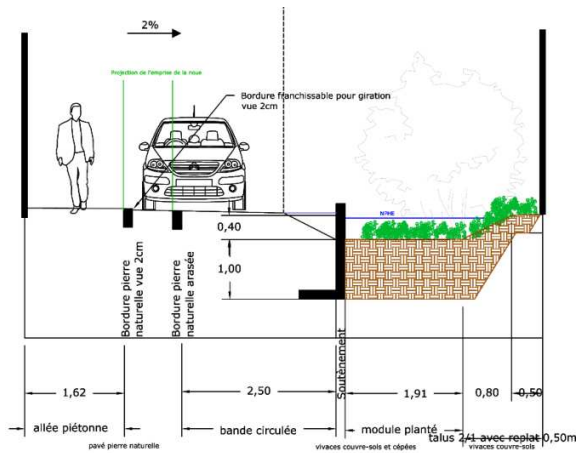 2%
Projection de l'emprise de la noue
Bordure franchissable pour giration
vue 2cm
NPHE
0,40
1,00
Bordure pierre
naturelle vue 2cm
Bordure pierre
naturelle arasée
Soutènement
1,62
2,50
1,91
0,80
0,50
allée piétonne
bande circulée
module planté
talus 2/1 avec replat 0,50m
pavé pierre naturelle
vivaces couvre-sols et cépées
vivaces couvre-sols